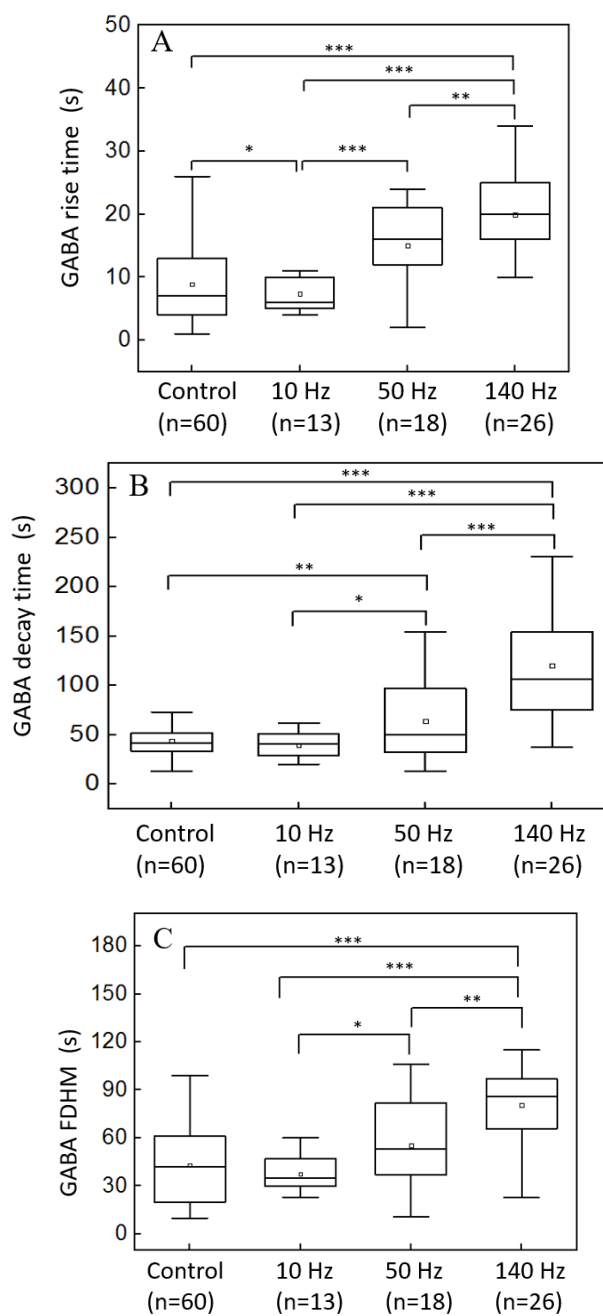 A
GABA rise time (s)
50
40
30
20
10
0
***
***
**
*
***
Control
(n=60)
10 Hz
(n=13)
50 Hz
(n=18)
140 Hz
(n=26)
B
GABA decay time (s)
300
250
200
150
100
50
0
***
***
***
**
*
Control
(n=60)
10 Hz
(n=13)
50 Hz
(n=18)
140 Hz
(n=26)
C
GABA FDHM (s)
180
150
120
90
60
30
0
***
***
**
*
Control
(n=60)
10 Hz
(n=13)
50 Hz
(n=18)
140 Hz
(n=26)